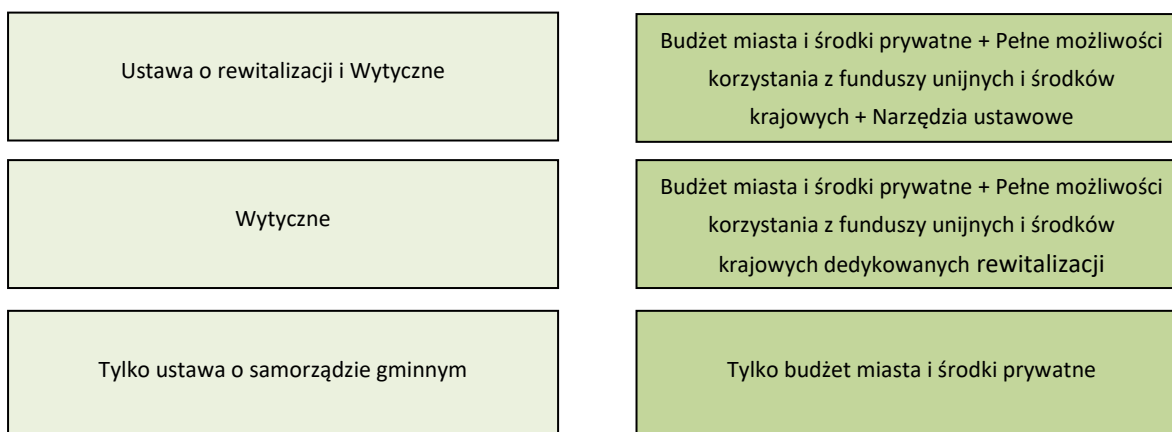 Ustawa o rewitalizacji i Wytyczne
Budżet miasta i środki prywatne + Pełne możliwości
korzystania z funduszy unijnych i środków
krajowych + Narzędzia ustawowe
Wytyczne
Budżet miasta i środki prywatne + Pełne możliwości
korzystania z funduszy unijnych i środków
krajowych dedykowanych rewitalizacji
Tylko ustawa o samorządzie gminnym
Tylko budżet miasta i środki prywatne